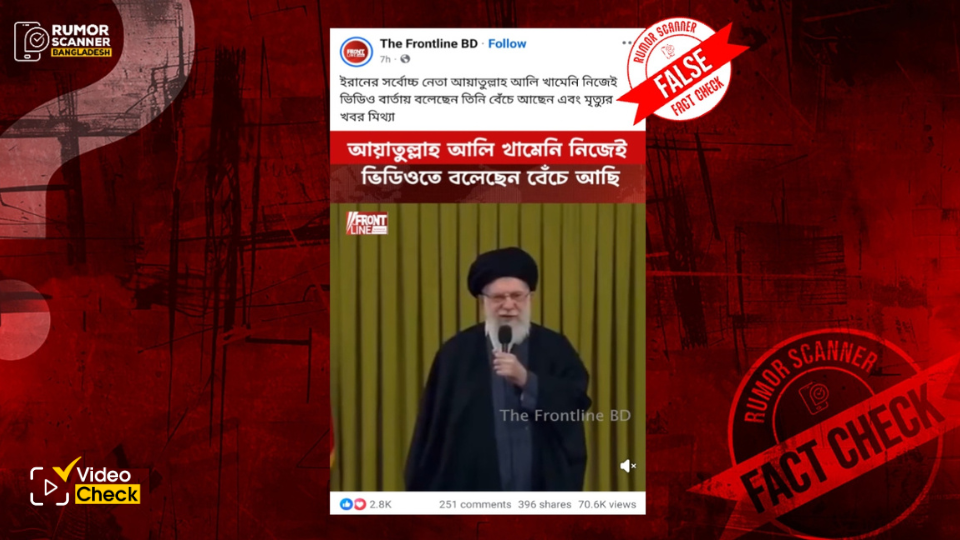 RUMOR
SCANNER
BANGLADESH
The Frontline BD · Follow
7h
ইরানের সর্বোচ্চ নেতা আয়াতুল্লাহ আলি খামেনি নিজেই
ভিডিও বার্তায় বলেছেন তিনি বেঁচে আছেন এবং মৃত্যুর
খবর মিথ্যা
RUMOR SCANNER
FALSE
FACT CHECK
আয়াতুল্লাহ আলি খামেনি নিজেই
ভিডিওতে বলেছেন বেঁচে আছি
FRONT
LINE
The Frontline BD
2.8K 251 comments 396 shares 70.6K views
Video
Check
RUMOR SCANNER
FACT CHECK